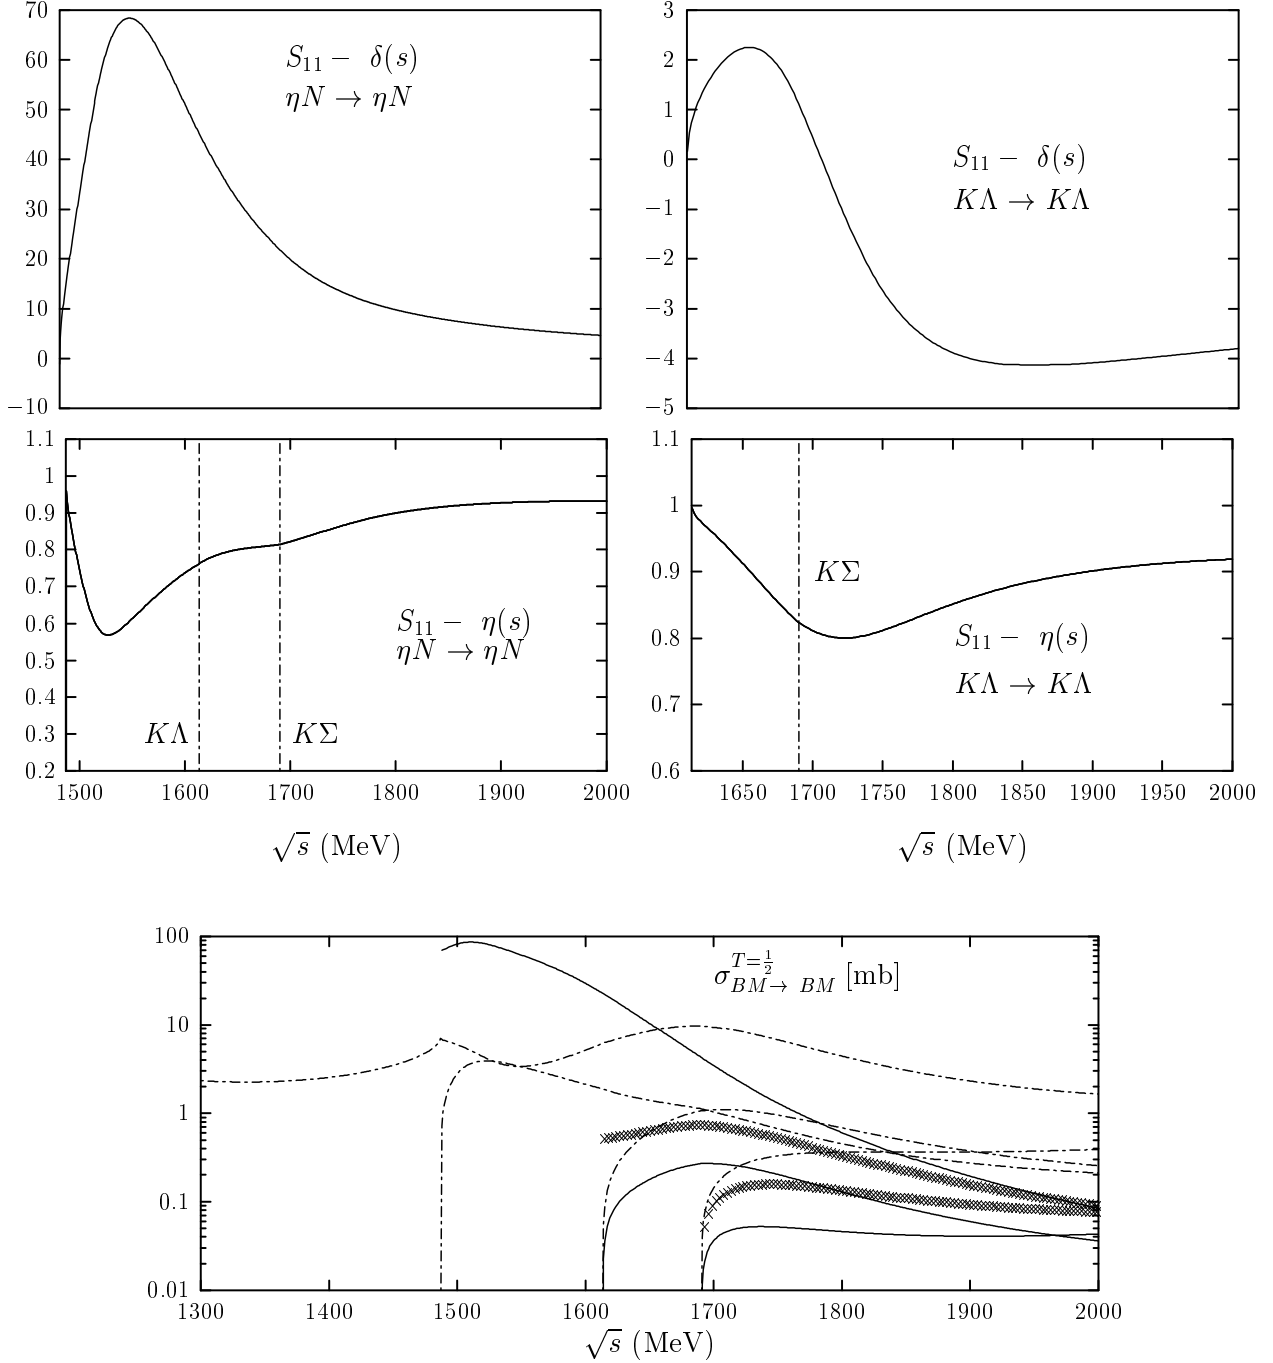 70
60
50
40
30
20
10
0
−10
S₁₁ − δ(s)
ηN → ηN
3
2
1
0
−1
−2
−3
−4
−5
S₁₁ − δ(s)
KΛ → KΛ
1.1
1
0.9
0.8
0.7
0.6
0.5
0.4
0.3
0.2
S₁₁ − η(s)
ηN → ηN
KΛ KΣ
1500 1600 1700 1800 1900 2000
√s (MeV)
1.1
1
0.9
0.8
0.7
0.6
KΣ
S₁₁ − η(s)
KΛ → KΛ
1650 1700 1750 1800 1850 1900 1950 2000
√s (MeV)
100
10
1
0.1
0.01
σ^{T=1/2}_{BM→ BM} [mb]
1300 1400 1500 1600 1700 1800 1900 2000
√s (MeV)